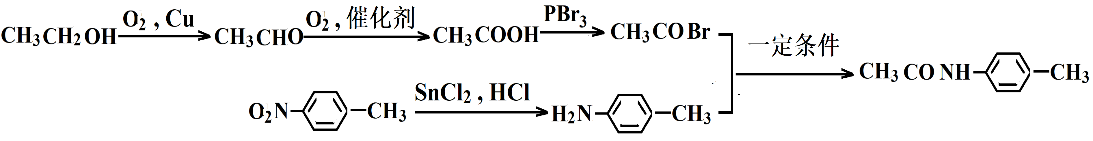 CH₃CH₂OH O₂ , Cu CH₃CHO O₂ , 催化剂 CH₃COOH PBr₃ CH₃COBr 一定条件 CH₃CONH CH₃
O₂N CH₃ SnCl₂ , HCl H₂N CH₃